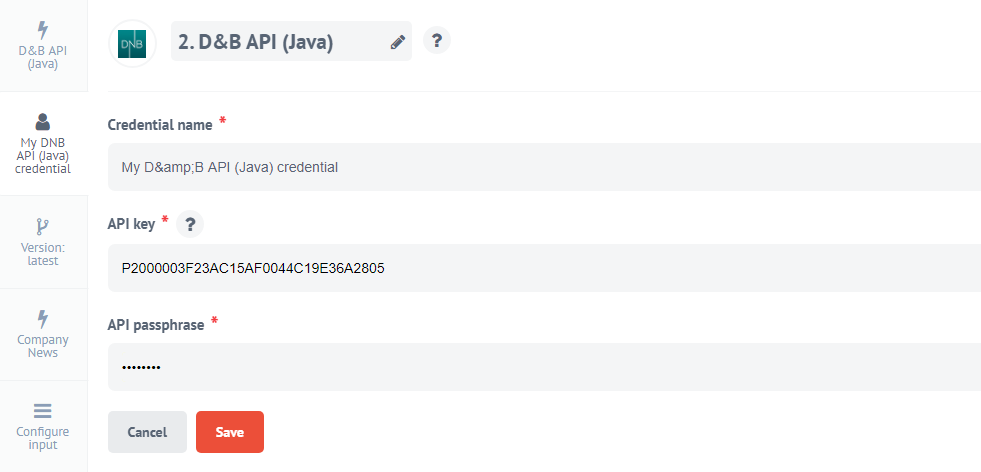 D&B API
(Java)
My DNB
API (Java)
credential
Version:
latest
Company
News
Configure
input
DNB
2. D&B API (Java)
?
Credential name *
My D&amp;B API (Java) credential
API key * ?
P2000003F23AC15AF0044C19E36A2805
API passphrase *
••••••••
Cancel
Save